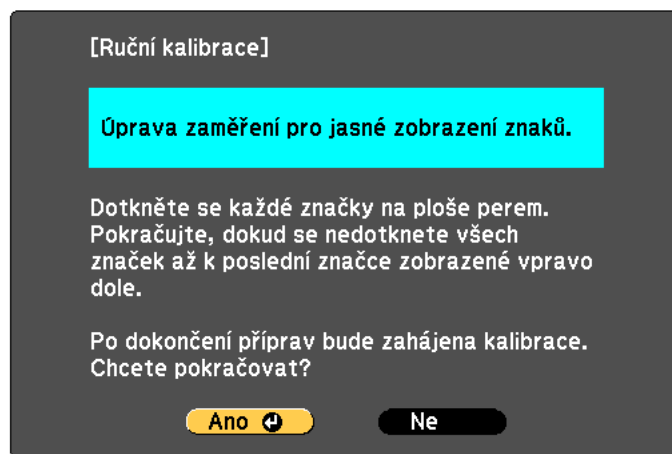 [Ruční kalibrace]
Úprava zaměření pro jasné zobrazení znaků.
Dotkněte se každé značky na ploše perem.
Pokračujte, dokud se nedotknete všech
značek až k poslední značce zobrazené vpravo
dole.
Po dokončení příprav bude zahájena kalibrace.
Chcete pokračovat?
Ano
Ne